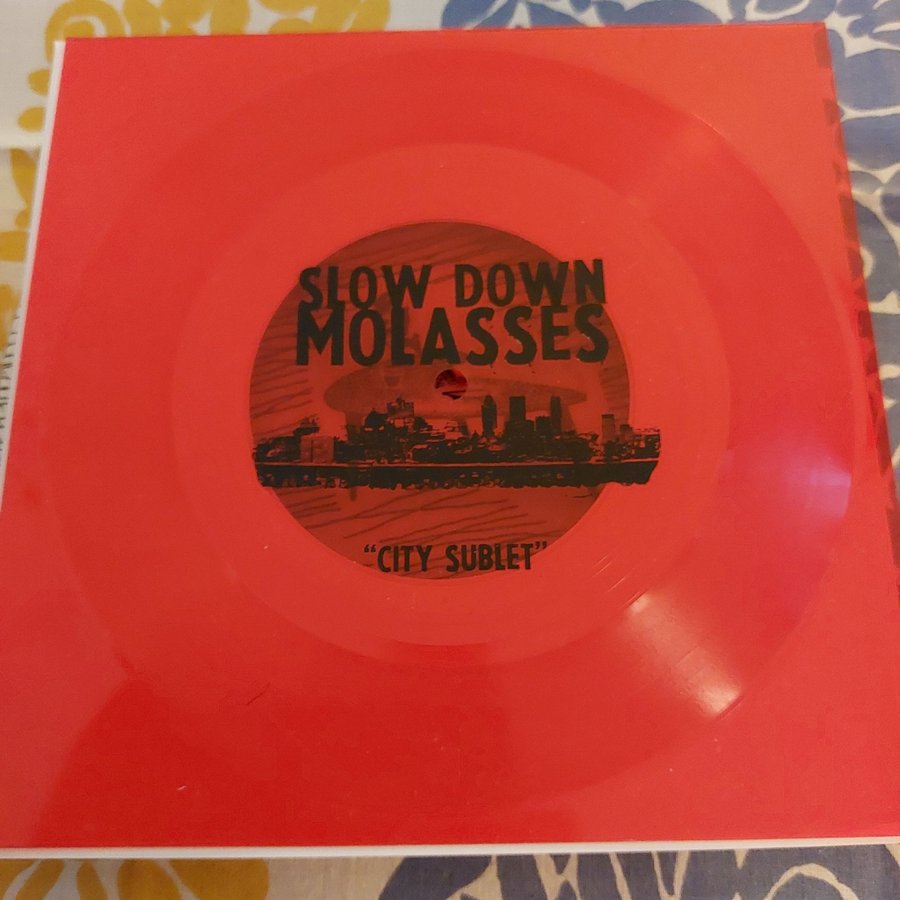 SLOW DOWN
MOLASSES
“CITY SUBLET”